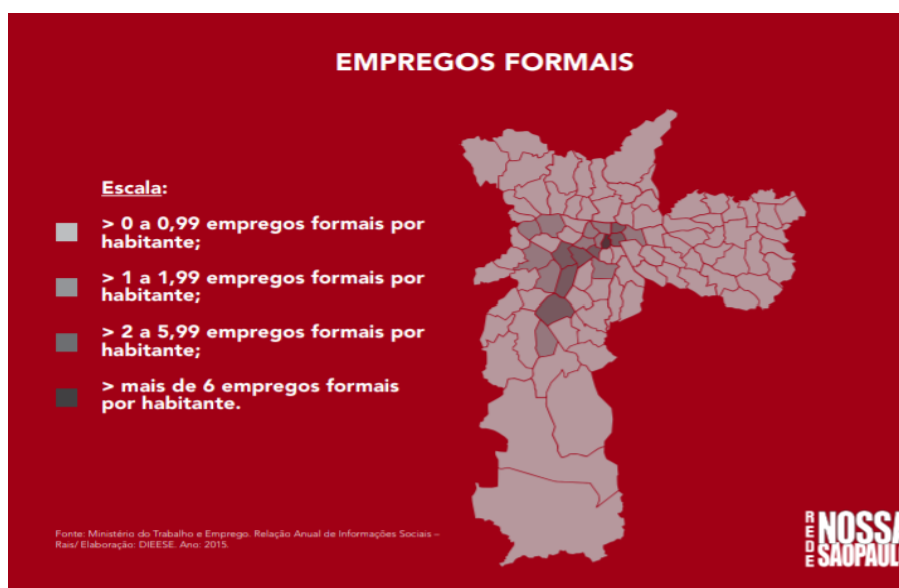 EMPREGOS FORMAIS
Escala:
> 0 a 0,99 empregos formais por
habitante;
> 1 a 1,99 empregos formais por
habitante;
> 2 a 5,99 empregos formais por
habitante;
> mais de 6 empregos formais
por habitante.
Fonte: Ministério do Trabalho e Emprego. Relação Anual de Informações Sociais –
Rais/ Elaboração: DIEESE. Ano: 2015.
REDE
NOSSA
SÃOPAUL